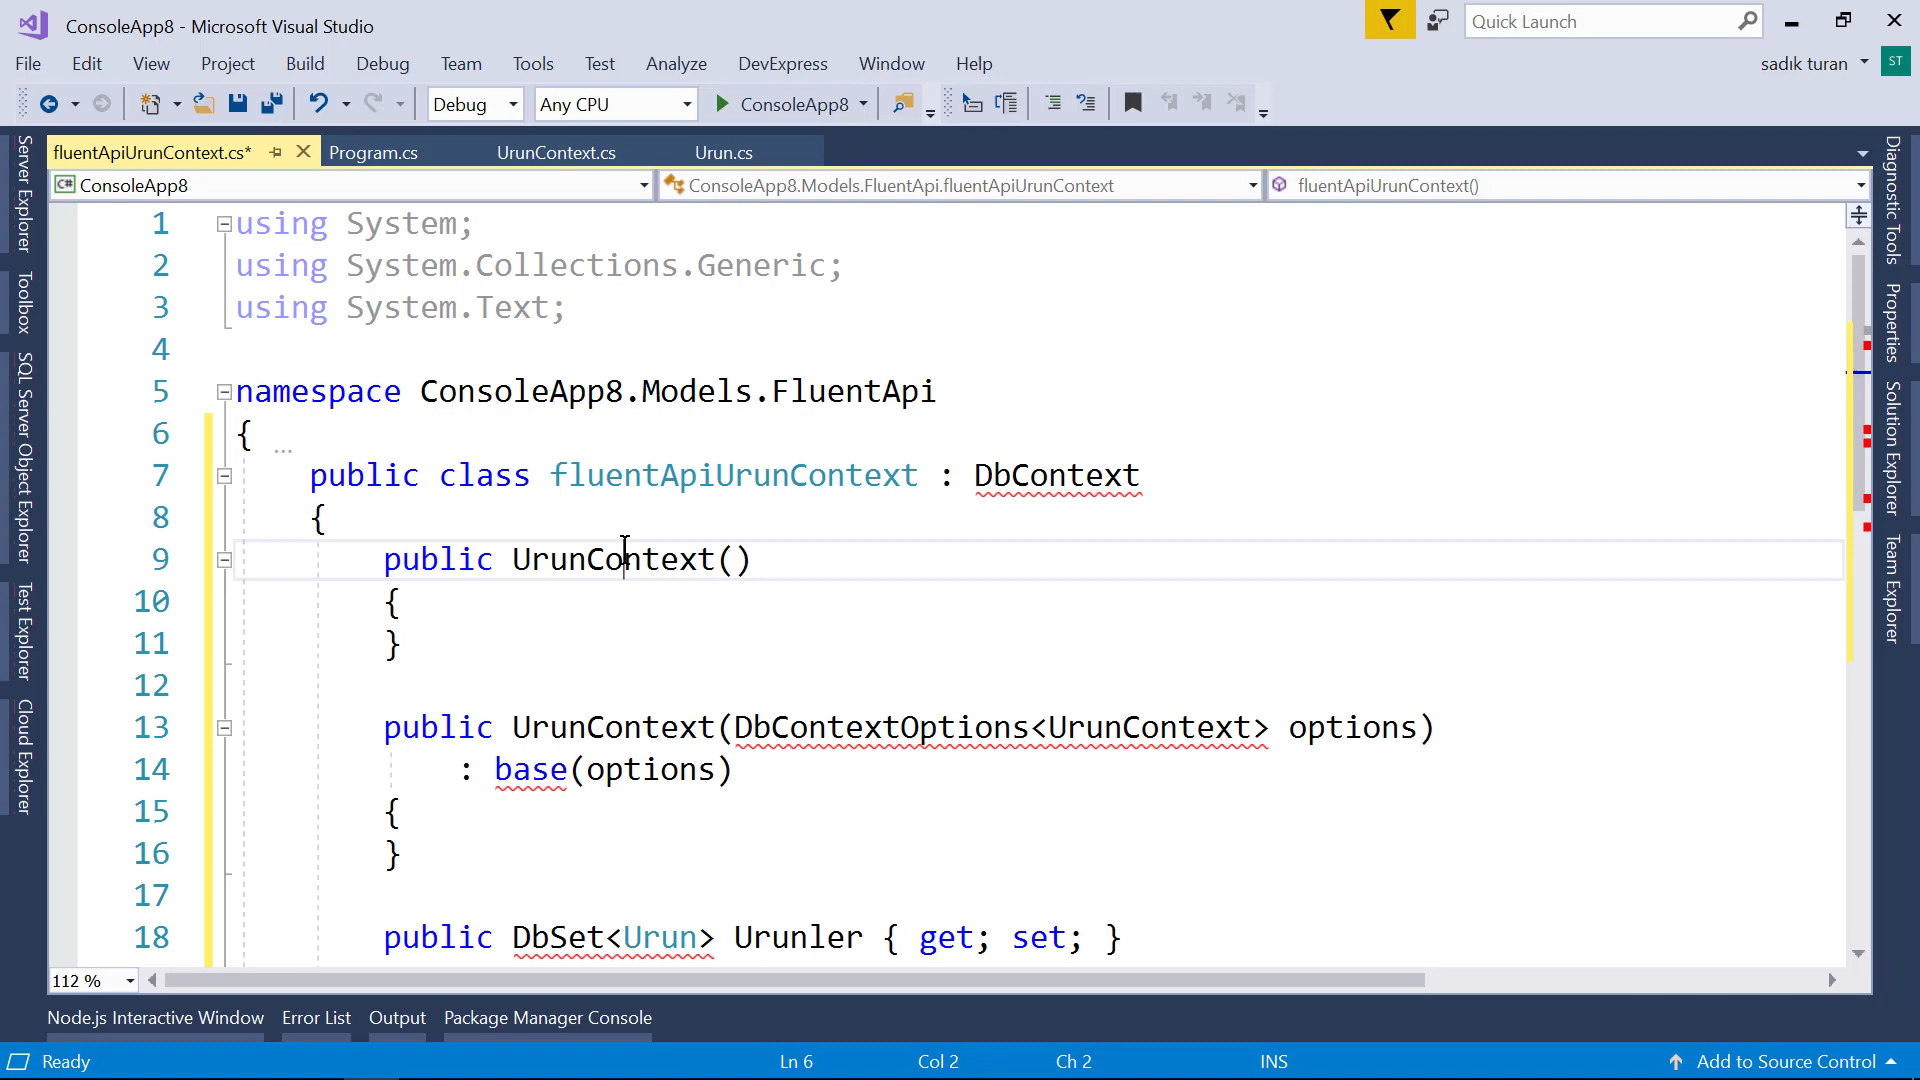 ConsoleApp8 - Microsoft Visual Studio
Quick Launch
File Edit View Project Build Debug Team Tools Test Analyze DevExpress Window Help
sadık turan
ST
Debug
Any CPU
ConsoleApp8
fluentApiUrunContext.cs*
Program.cs
UrunContext.cs
Urun.cs
C# ConsoleApp8
ConsoleApp8.Models.FluentApi.fluentApiUrunContext
fluentApiUrunContext()
Server Explorer
Toolbox
SQL Server Object Explorer
Test Explorer
Cloud Explorer
1 using System;
2 using System.Collections.Generic;
3 using System.Text;
4
5 namespace ConsoleApp8.Models.FluentApi
6 {
...
7 public class fluentApiUrunContext : DbContext
8 {
9 public UrunContext()
10 {
11 }
12
13 public UrunContext(DbContextOptions<UrunContext> options)
14 : base(options)
15 {
16 }
17
18 public DbSet<Urun> Urunler { get; set; }
Diagnostic Tools
Properties
Solution Explorer
Team Explorer
112 %
Node.js Interactive Window Error List Output Package Manager Console
Ready
Ln 6
Col 2
Ch 2
INS
Add to Source Control